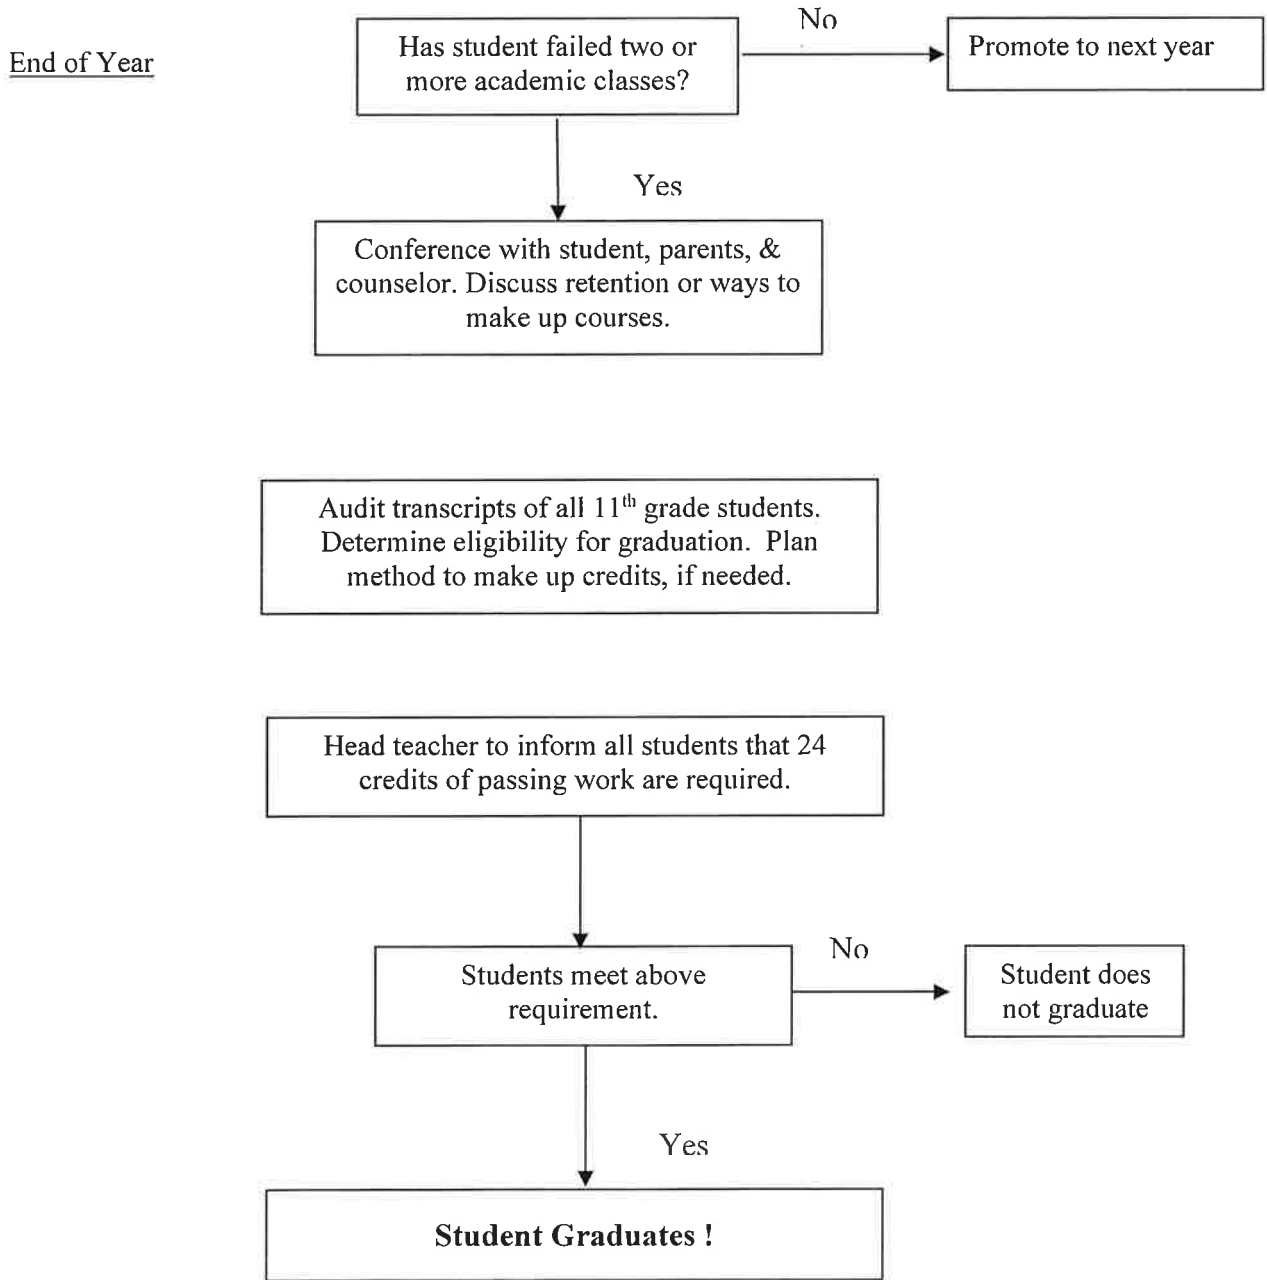 End of Year
Has student failed two or
more academic classes?
No
Promote to next year
Yes
Conference with student, parents, &
counselor. Discuss retention or ways to
make up courses.
Audit transcripts of all 11th grade students.
Determine eligibility for graduation.  Plan
method to make up credits, if needed.
Head teacher to inform all students that 24
credits of passing work are required.
Students meet above
requirement.
No
Student does
not graduate
Yes
Student Graduates !